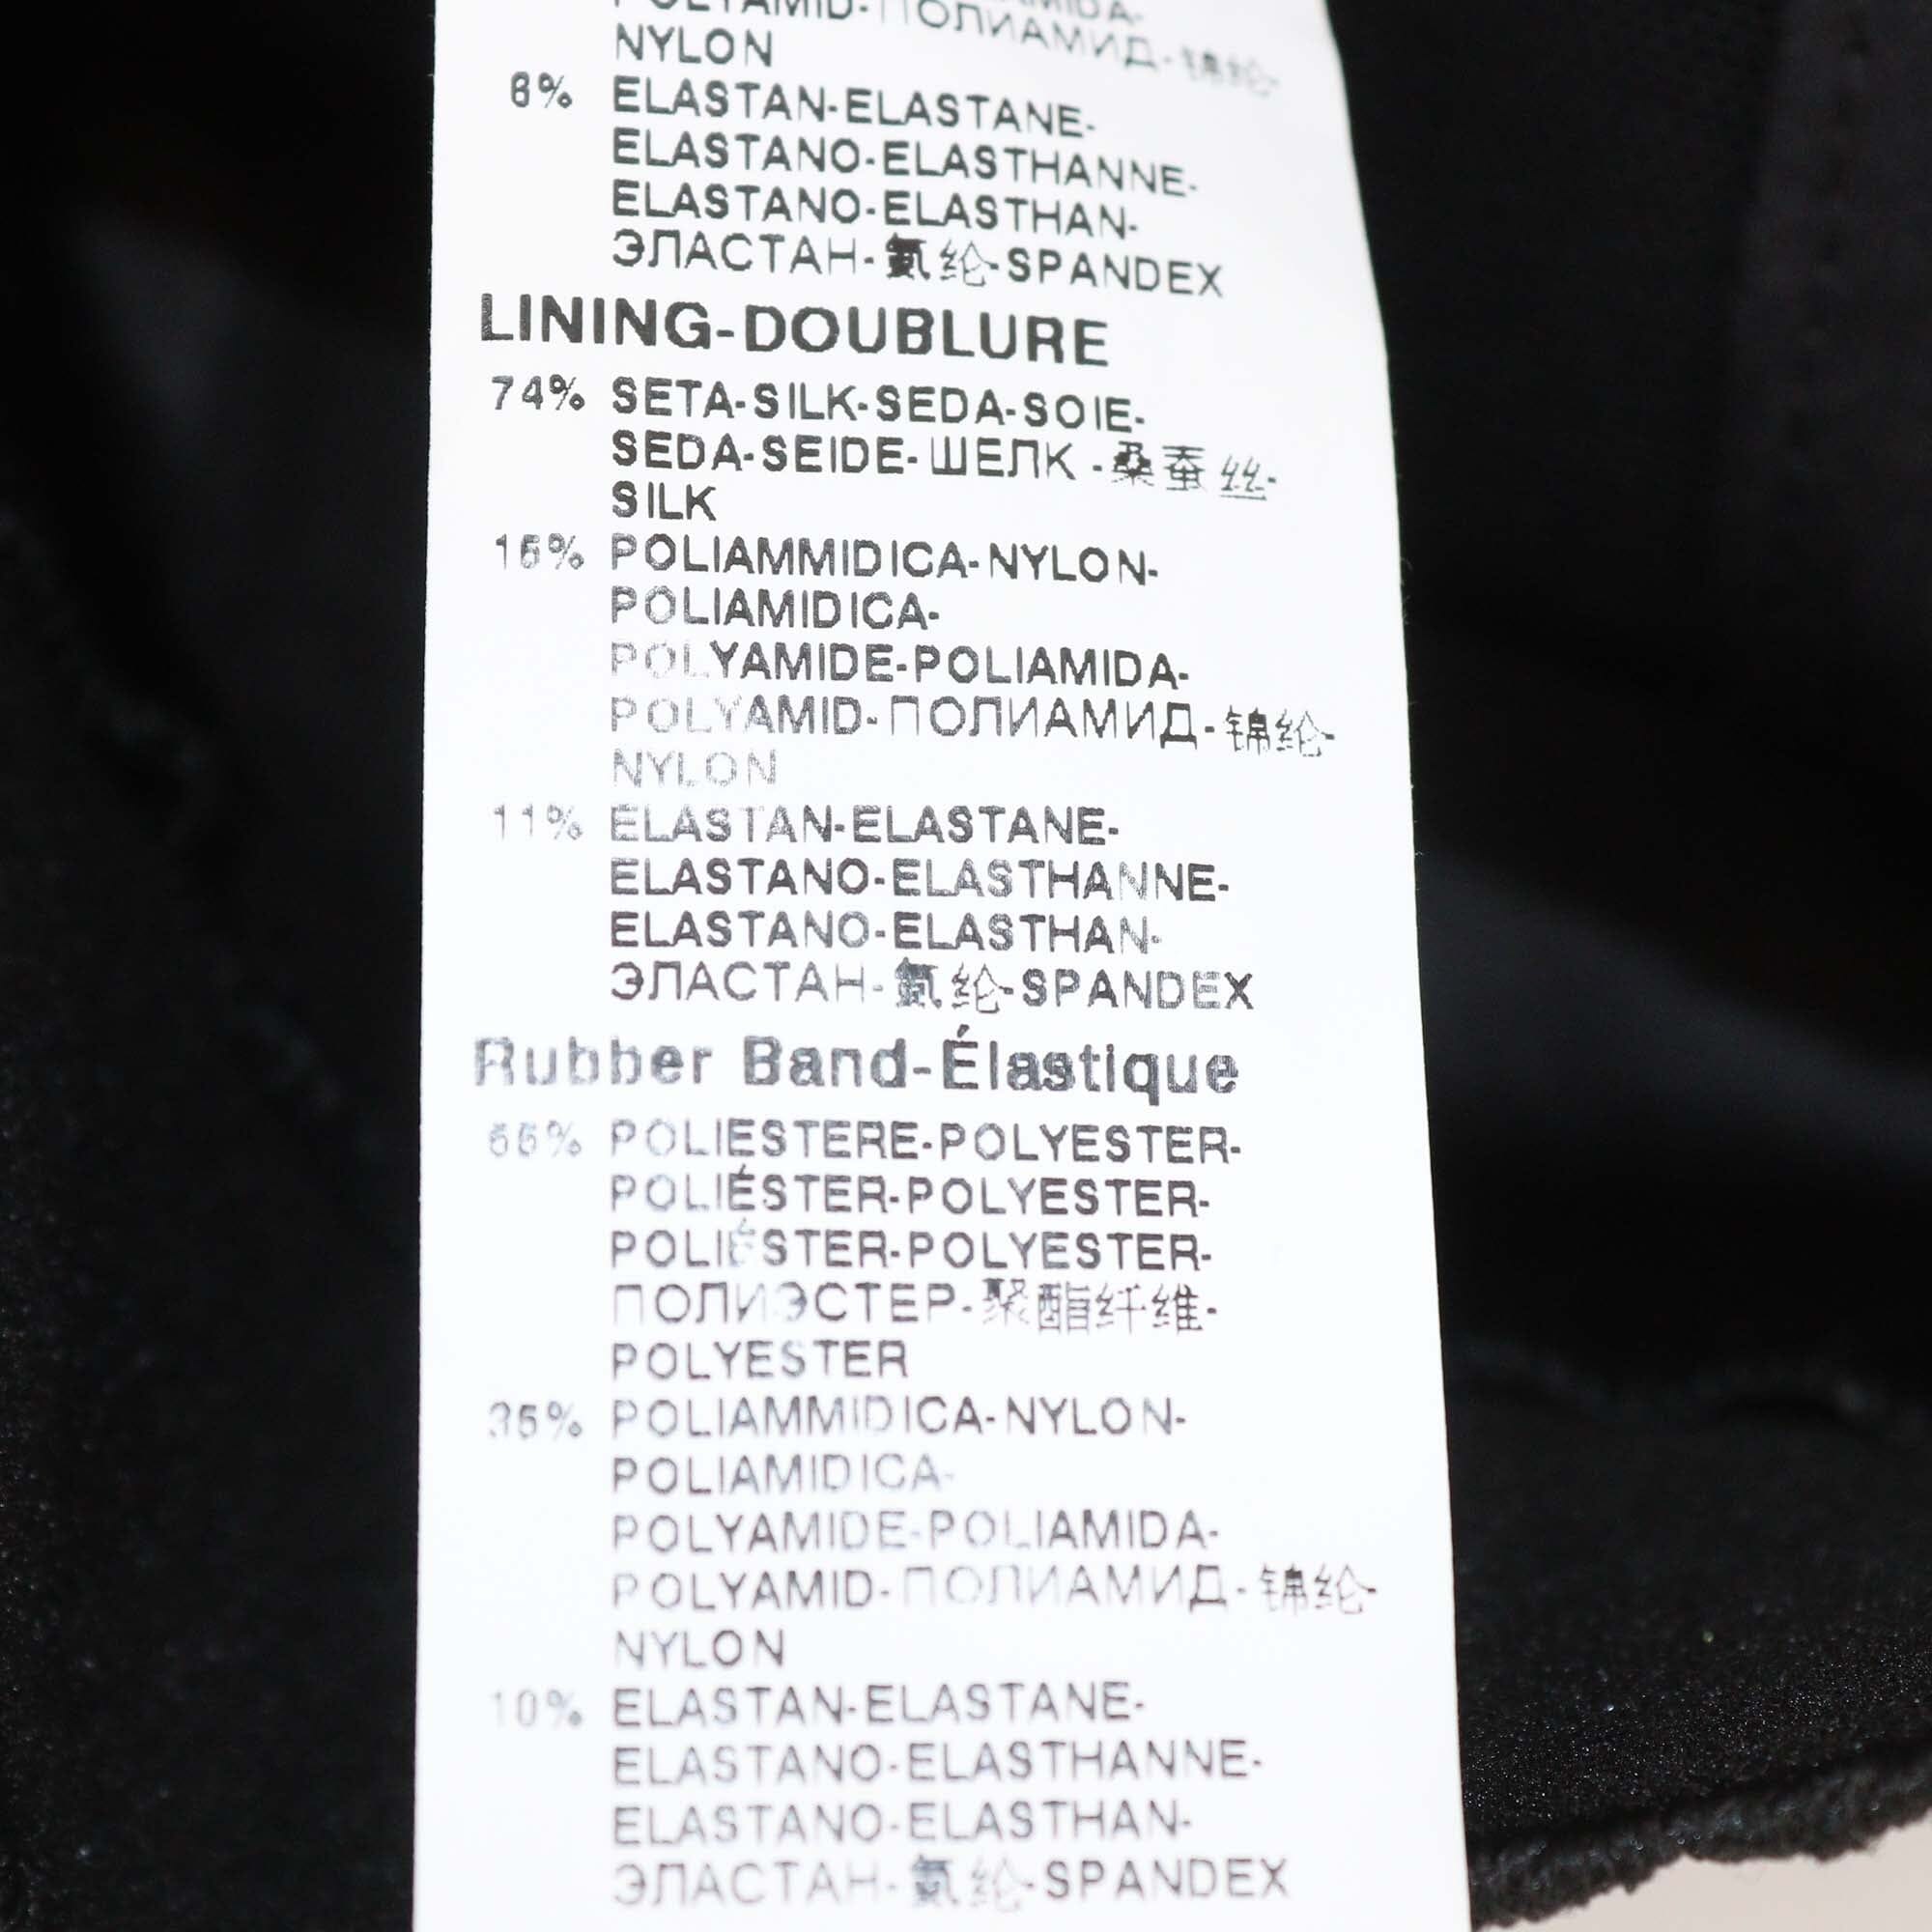 POLYAMID-ПОЛИАМИД-锦纶-
NYLON
6% ELASTAN-ELASTANE-
ELASTANO-ELASTHANNE-
ELASTANO-ELASTHAN-
ЭЛАСТАН-氨纶-SPANDEX
LINING-DOUBLURE
74% SETA-SILK-SEDA-SOIE-
SEDA-SEIDE-ШЕЛК-桑蚕丝-
SILK
15% POLIAMMIDICA-NYLON-
POLIAMIDICA-
POLYAMIDE-POLIAMIDA-
POLYAMID-ПОЛИАМИД-锦纶-
NYLON
11% ELASTAN-ELASTANE-
ELASTANO-ELASTHANNE-
ELASTANO-ELASTHAN-
ЭЛАСТАН-氨纶-SPANDEX
Rubber Band-Élastique
55% POLIESTERE-POLYESTER-
POLIÉSTER-POLYESTER-
POLIÉSTER-POLYESTER-
ПОЛИЭСТЕР-聚酯纤维-
POLYESTER
35% POLIAMMIDICA-NYLON-
POLIAMIDICA-
POLYAMIDE-POLIAMIDA-
POLYAMID-ПОЛИАМИД-锦纶-
NYLON
10% ELASTAN-ELASTANE-
ELASTANO-ELASTHANNE-
ELASTANO-ELASTHAN-
ЭЛАСТАН-氨纶-SPANDEX